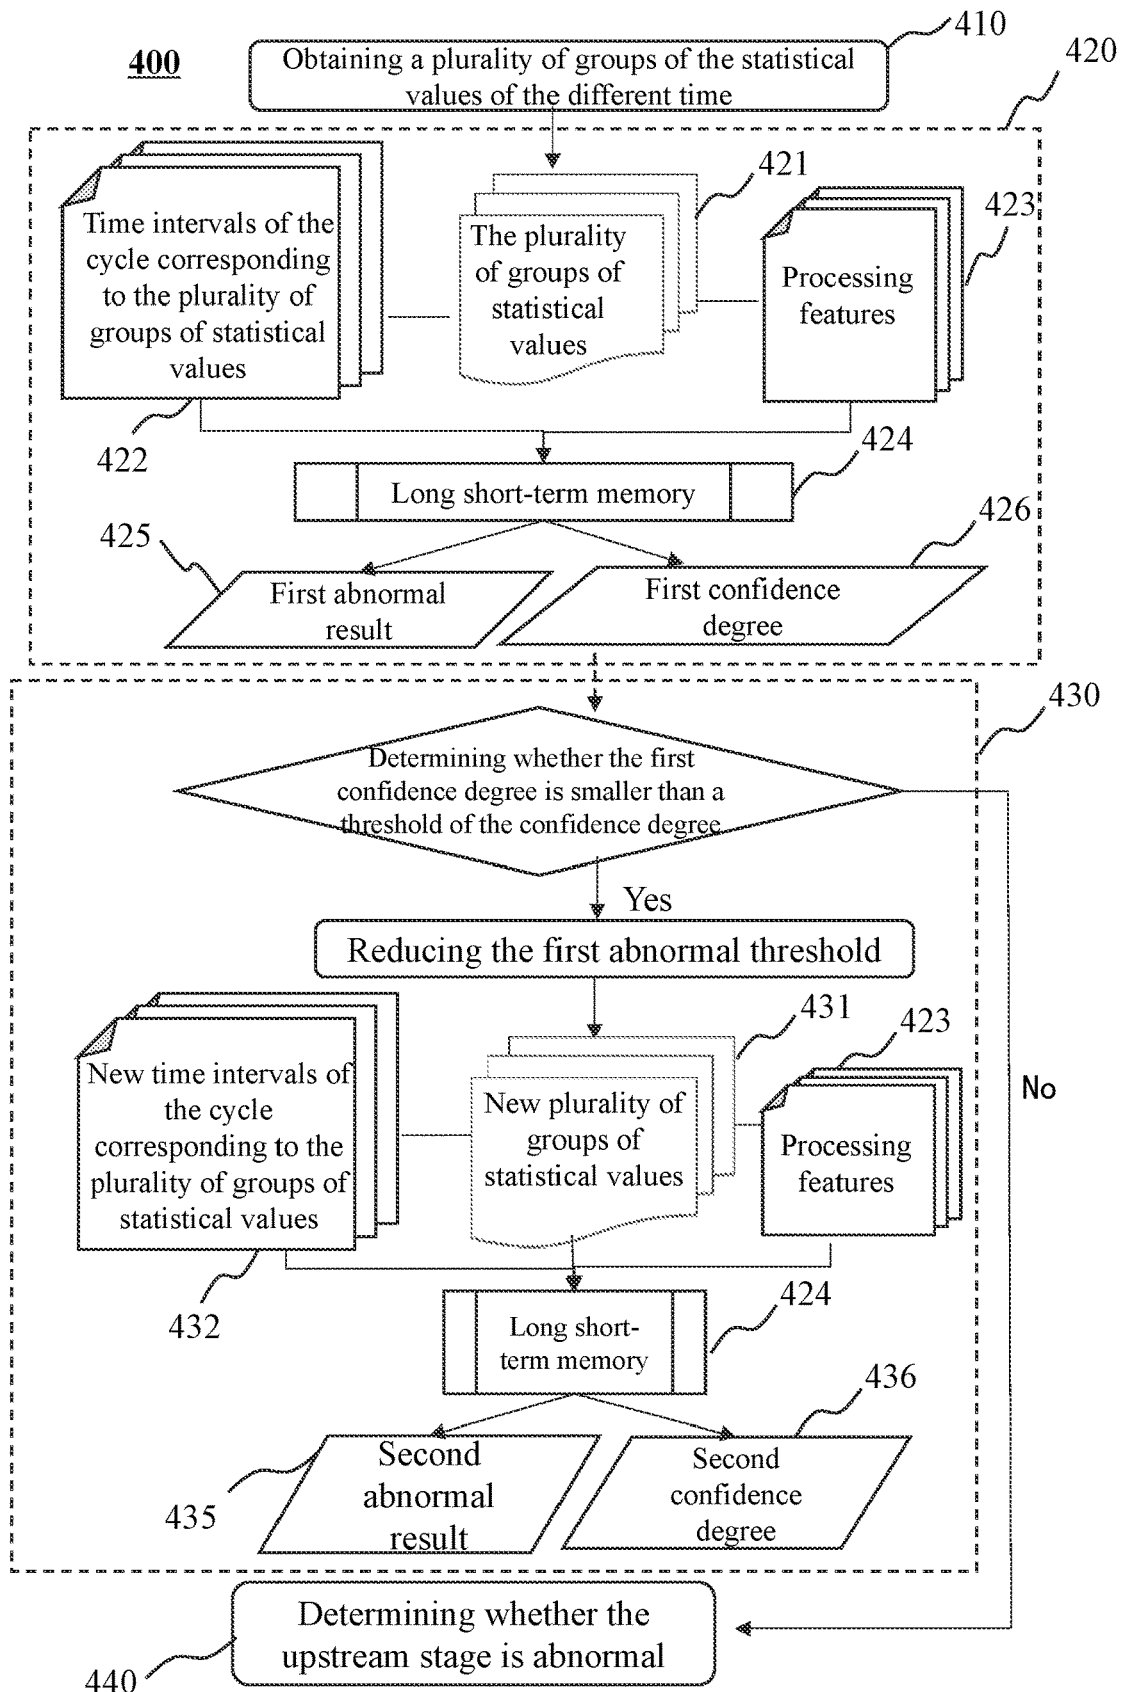 400
410
Obtaining a plurality of groups of the statistical
values of the different time
420
421
423
Time intervals of the
cycle corresponding
to the plurality of
groups of statistical
values
The plurality
of groups of
statistical
values
Processing
features
422
424
Long short-term memory
425
426
First abnormal
result
First confidence
degree
430
Determining whether the first
confidence degree is smaller than a
threshold of the confidence degree
Yes
Reducing the first abnormal threshold
431
423
New time intervals of
the cycle
corresponding to the
plurality of groups of
statistical values
New plurality of
groups of
statistical values
Processing
features
No
432
424
Long short-
term memory
436
435
Second
abnormal
result
Second
confidence
degree
Determining whether the
upstream stage is abnormal
440